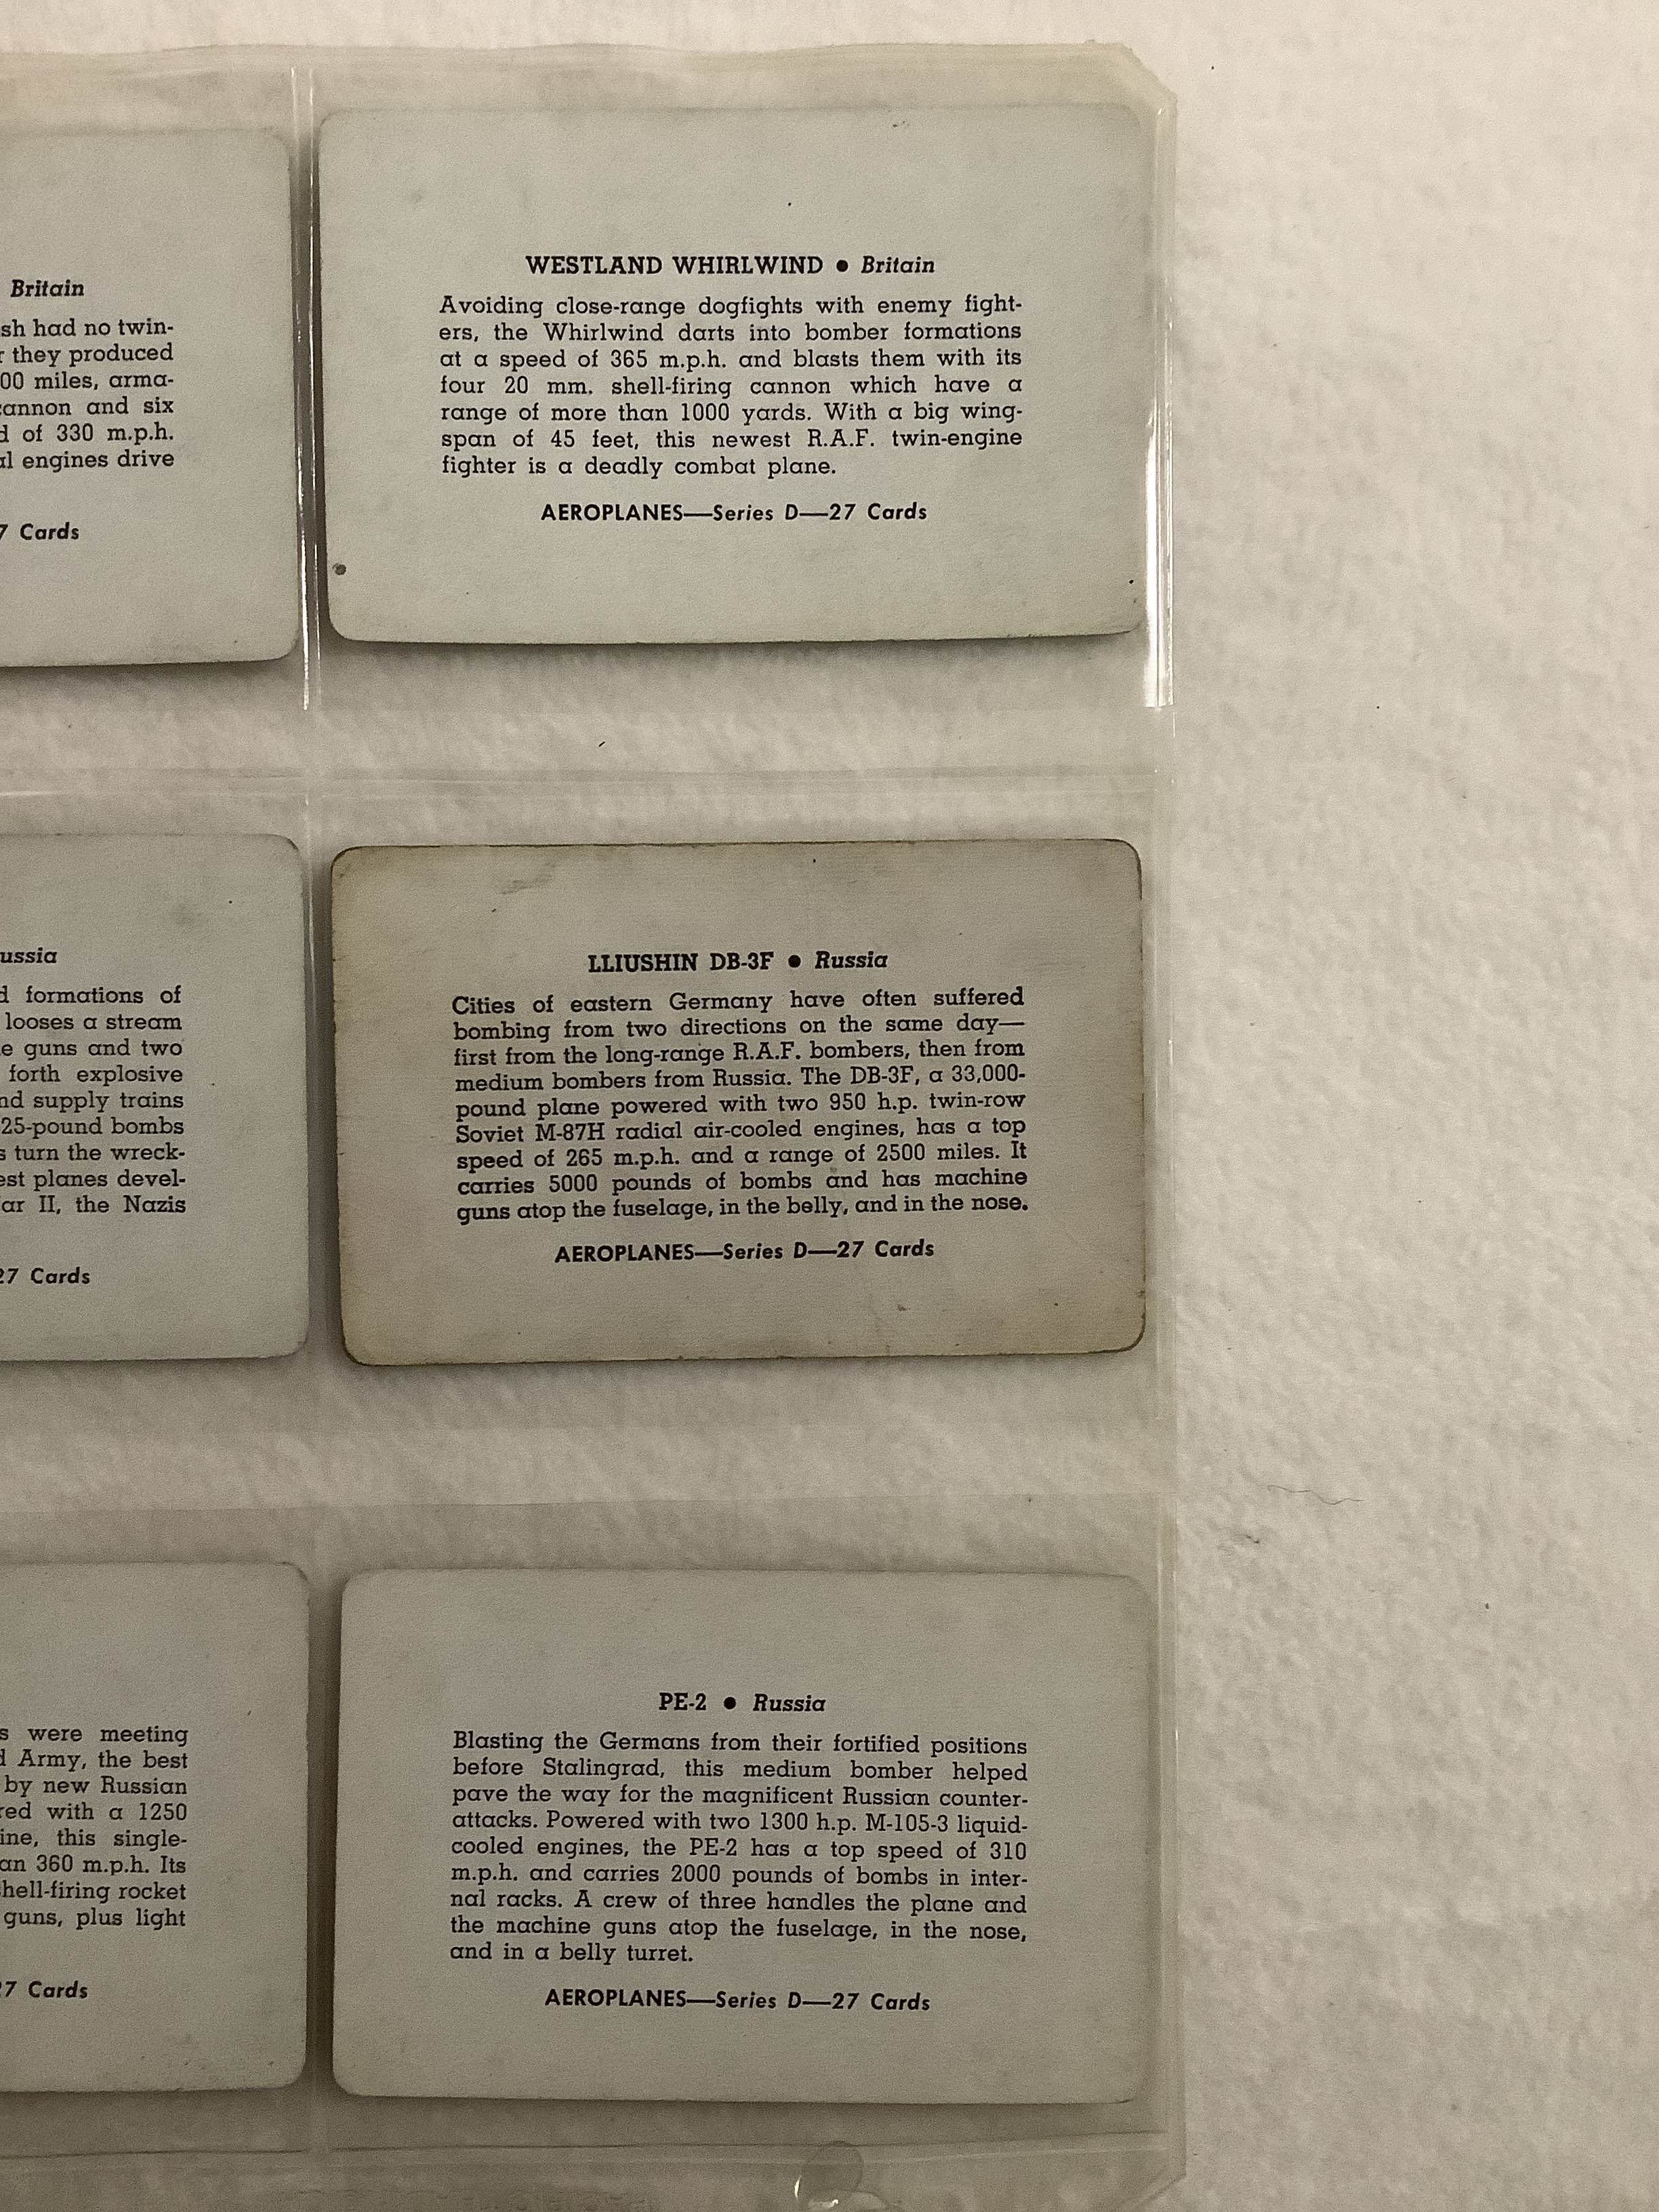 Britain
sh had no twin-
r they produced
00 miles, arma-
cannon and six
d of 330 m.p.h.
al engines drive
7 Cards
WESTLAND WHIRLWIND ● Britain
Avoiding close-range dogfights with enemy fight-
ers, the Whirlwind darts into bomber formations
at a speed of 365 m.p.h. and blasts them with its
four 20 mm. shell-firing cannon which have a
range of more than 1000 yards. With a big wing-
span of 45 feet, this newest R.A.F. twin-engine
fighter is a deadly combat plane.
AEROPLANES—Series D—27 Cards
ussia
d formations of
looses a stream
e guns and two
forth explosive
nd supply trains
25-pound bombs
s turn the wreck-
est planes devel-
ar II, the Nazis
27 Cards
LLIUSHIN DB-3F ● Russia
Cities of eastern Germany have often suffered
bombing from two directions on the same day—
first from the long-range R.A.F. bombers, then from
medium bombers from Russia. The DB-3F, a 33,000-
pound plane powered with two 950 h.p. twin-row
Soviet M-87H radial air-cooled engines, has a top
speed of 265 m.p.h. and a range of 2500 miles. It
carries 5000 pounds of bombs and has machine
guns atop the fuselage, in the belly, and in the nose.
AEROPLANES—Series D—27 Cards
s were meeting
d Army, the best
by new Russian
red with a 1250
ine, this single-
an 360 m.p.h. Its
hell-firing rocket
guns, plus light
27 Cards
PE-2 ● Russia
Blasting the Germans from their fortified positions
before Stalingrad, this medium bomber helped
pave the way for the magnificent Russian counter-
attacks. Powered with two 1300 h.p. M-105-3 liquid-
cooled engines, the PE-2 has a top speed of 310
m.p.h. and carries 2000 pounds of bombs in inter-
nal racks. A crew of three handles the plane and
the machine guns atop the fuselage, in the nose,
and in a belly turret.
AEROPLANES—Series D—27 Cards